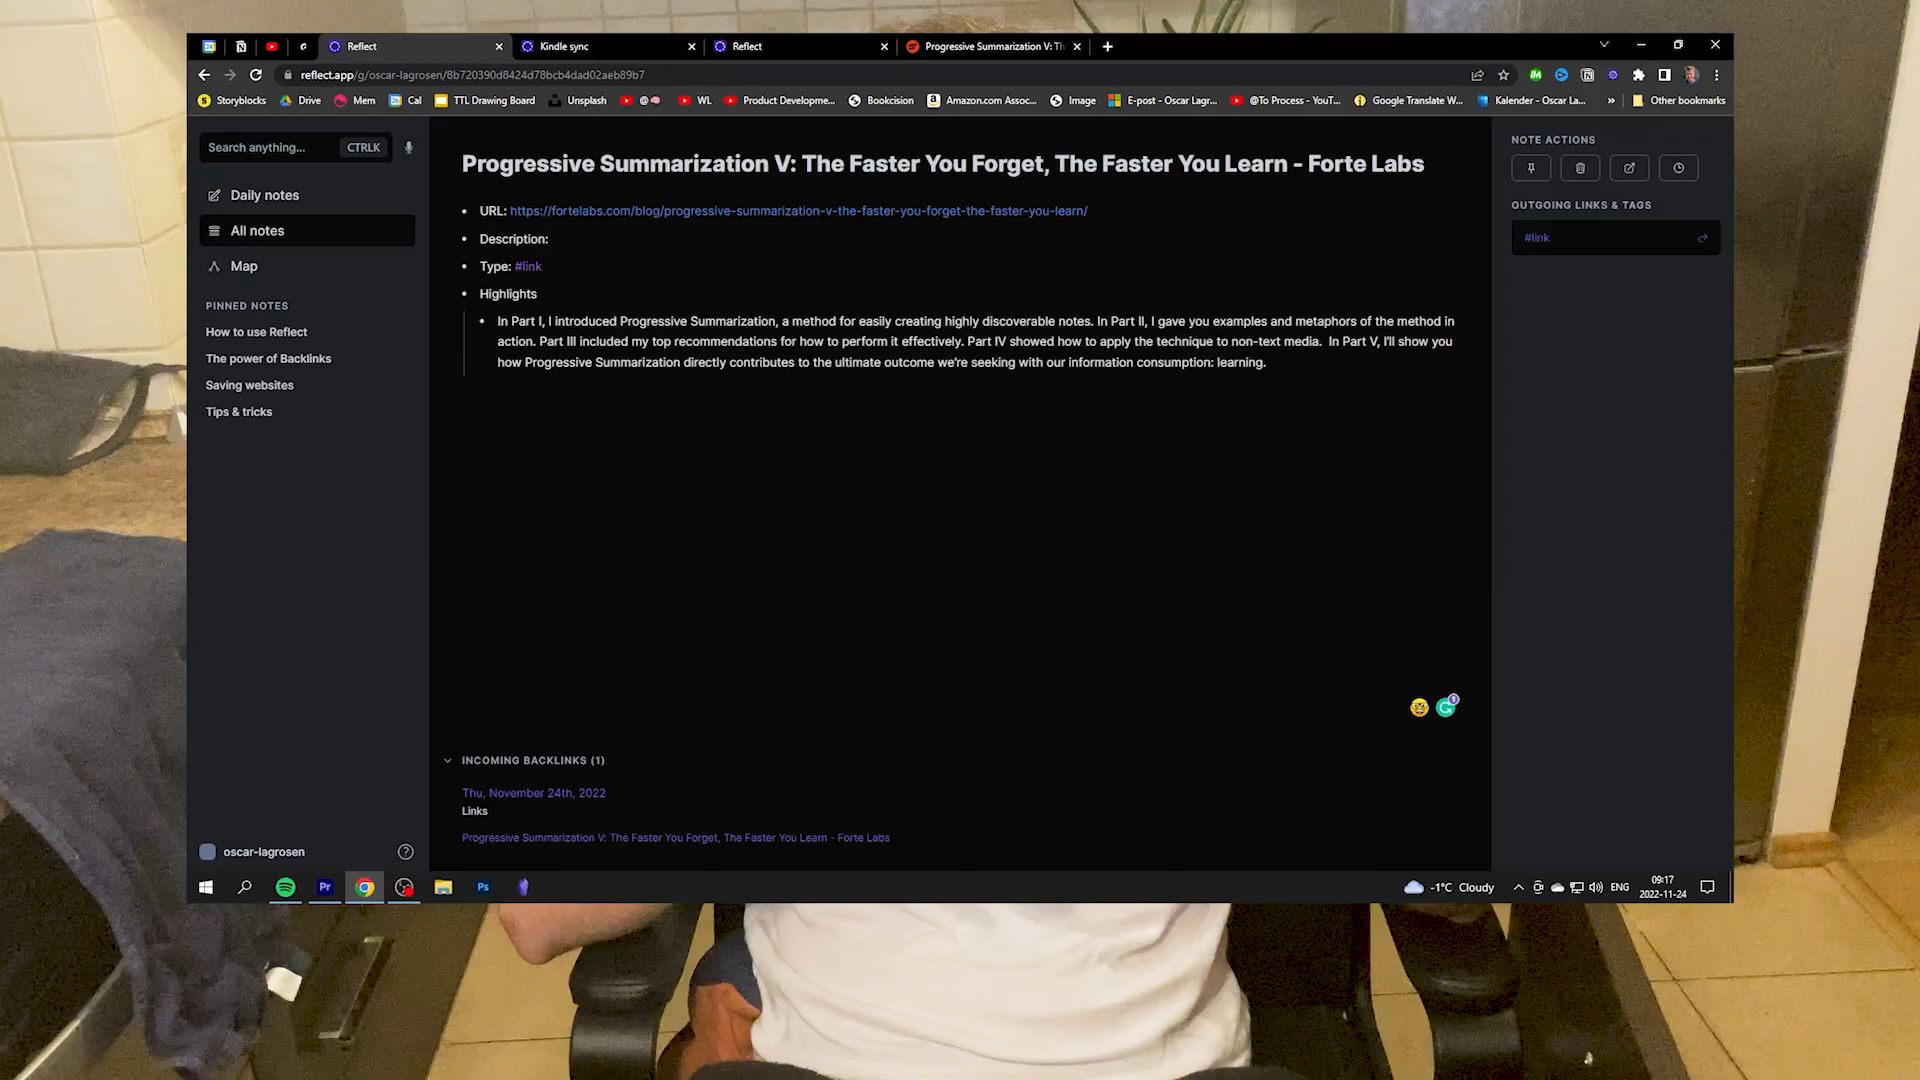 Reflect
Kindle sync
Reflect
Progressive Summarization V: Th
reflect.app/g/oscar-lagrosen/8b720390d8424d78bcb4dad02aeb89b7
Storyblocks
Drive
Mem
Cal
TTL Drawing Board
Unsplash
@🧠
WL
Product Developme...
Bookcision
Amazon.com Assoc...
Image
E-post - Oscar Lagr...
@To Process - YouT...
Google Translate W...
Kalender - Oscar La...
»
Other bookmarks
Search anything...
CTRLK
Daily notes
All notes
Map
PINNED NOTES
How to use Reflect
The power of Backlinks
Saving websites
Tips & tricks
oscar-lagrosen
Progressive Summarization V: The Faster You Forget, The Faster You Learn - Forte Labs
• URL: https://fortelabs.com/blog/progressive-summarization-v-the-faster-you-forget-the-faster-you-learn/
• Description:
• Type: #link
• Highlights
• In Part I, I introduced Progressive Summarization, a method for easily creating highly discoverable notes. In Part II, I gave you examples and metaphors of the method in
action. Part III included my top recommendations for how to perform it effectively. Part IV showed how to apply the technique to non-text media. In Part V, I'll show you
how Progressive Summarization directly contributes to the ultimate outcome we're seeking with our information consumption: learning.
INCOMING BACKLINKS (1)
Thu, November 24th, 2022
Links
Progressive Summarization V: The Faster You Forget, The Faster You Learn - Forte Labs
NOTE ACTIONS
OUTGOING LINKS & TAGS
#link
1
Pr
Ps
-1°C Cloudy
ENG
09:17
2022-11-24